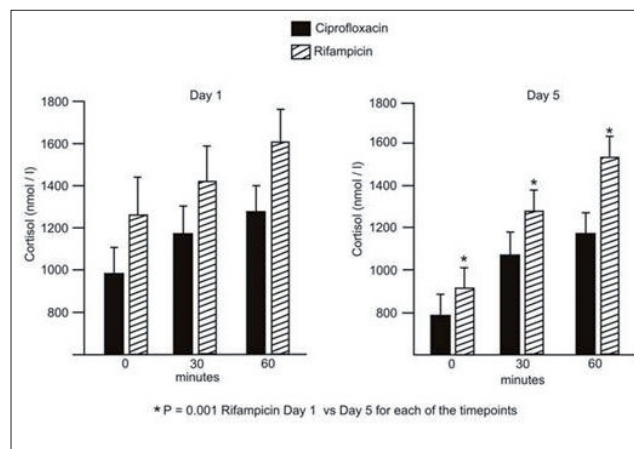 Ciprofloxacin
Rifampicin
Day 1
1800
1600
1400
1200
1000
800
Cortisol (nmol / l)
0 30 60
minutes
Day 5
1800
1600
1400
1200
1000
800
Cortisol (nmol / l)
*
*
*
0 30 60
minutes
* P = 0.001 Rifampicin Day 1 vs Day 5 for each of the timepoints